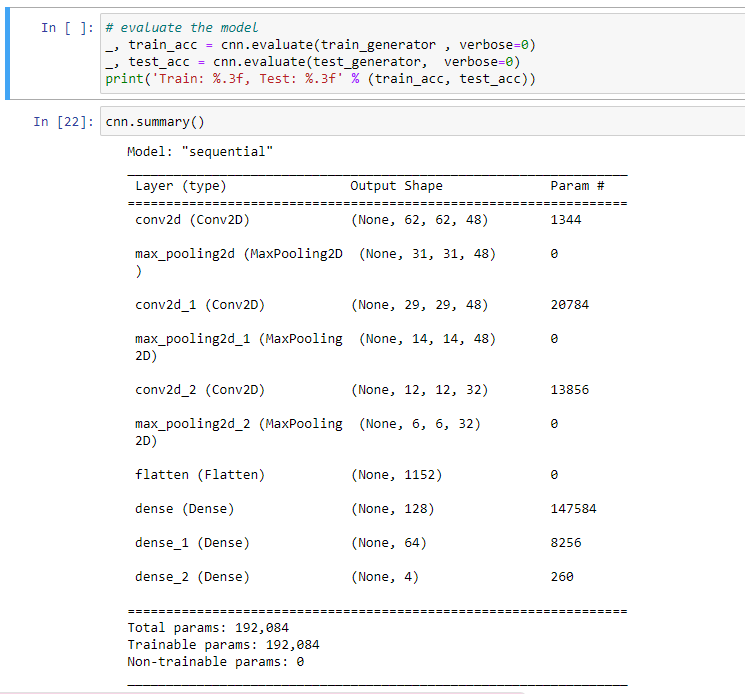 In [ ]: # evaluate the model
_, train_acc = cnn.evaluate(train_generator , verbose=0)
_, test_acc = cnn.evaluate(test_generator,  verbose=0)
print('Train: %.3f, Test: %.3f' % (train_acc, test_acc))
In [22]: cnn.summary()
Model: "sequential"
_________________________________________________________________
Layer (type)                Output Shape              Param #
=================================================================
conv2d (Conv2D)             (None, 62, 62, 48)        1344
max_pooling2d (MaxPooling2D  (None, 31, 31, 48)       0
)
conv2d_1 (Conv2D)           (None, 29, 29, 48)        20784
max_pooling2d_1 (MaxPooling  (None, 14, 14, 48)       0
2D)
conv2d_2 (Conv2D)           (None, 12, 12, 32)        13856
max_pooling2d_2 (MaxPooling  (None, 6, 6, 32)         0
2D)
flatten (Flatten)           (None, 1152)              0
dense (Dense)               (None, 128)               147584
dense_1 (Dense)             (None, 64)                8256
dense_2 (Dense)             (None, 4)                 260
=================================================================
Total params: 192,084
Trainable params: 192,084
Non-trainable params: 0
_________________________________________________________________